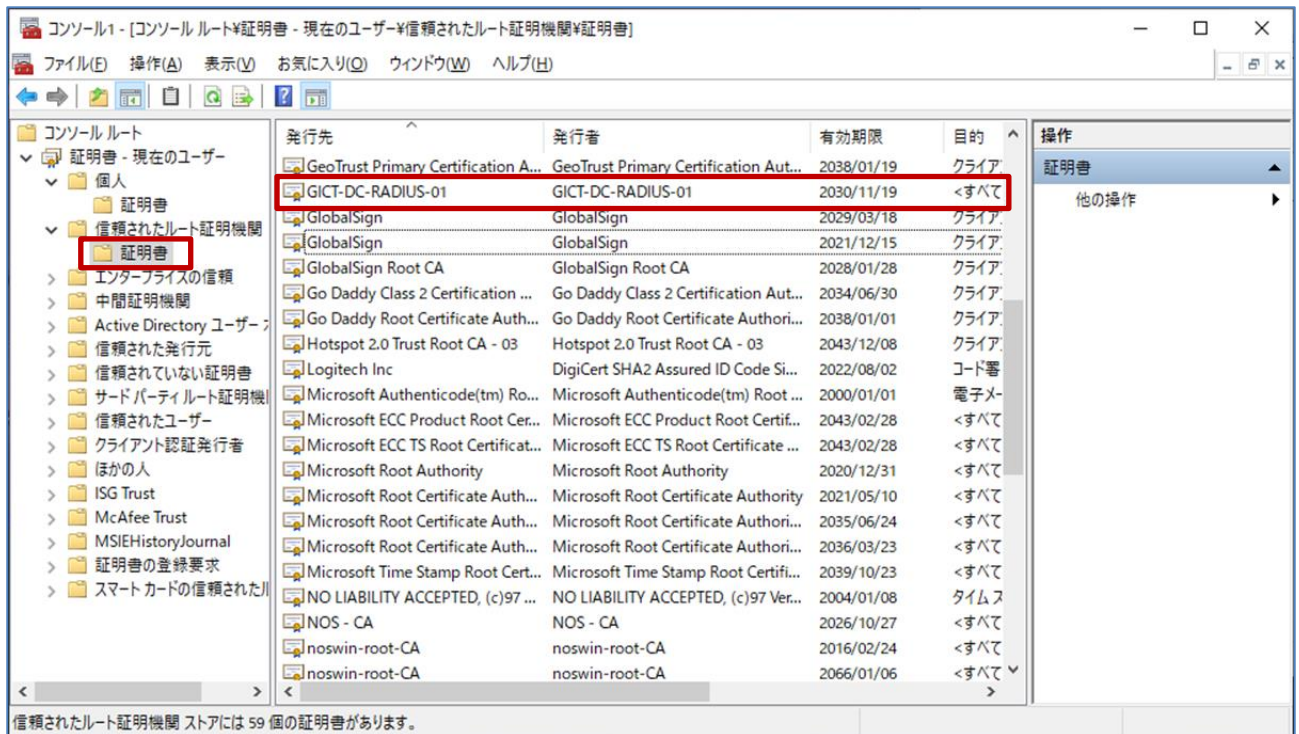 コンソール1 - [コンソール ルート¥証明書 - 現在のユーザー¥信頼されたルート証明機関¥証明書]
ファイル(F) 操作(A) 表示(V) お気に入り(O) ウィンドウ(W) ヘルプ(H)
コンソール ルート
証明書 - 現在のユーザー
個人
証明書
信頼されたルート証明機関
証明書
エンタープライズの信頼
中間証明機関
Active Directory ユーザー オ
信頼された発行元
信頼されていない証明書
サード パーティ ルート証明機
信頼されたユーザー
クライアント認証発行者
ほかの人
ISG Trust
McAfee Trust
MSIEHistoryJournal
証明書の登録要求
スマート カードの信頼されたル
発行先 発行者 有効期限 目的
GeoTrust Primary Certification A... GeoTrust Primary Certification Aut... 2038/01/19 クライア
GICT-DC-RADIUS-01 GICT-DC-RADIUS-01 2030/11/19 <すべて
GlobalSign GlobalSign 2029/03/18 クライア
GlobalSign GlobalSign 2021/12/15 クライア
GlobalSign Root CA GlobalSign Root CA 2028/01/28 クライア
Go Daddy Class 2 Certification ... Go Daddy Class 2 Certification Aut... 2034/06/30 クライア
Go Daddy Root Certificate Auth... Go Daddy Root Certificate Authori... 2038/01/01 クライア
Hotspot 2.0 Trust Root CA - 03 Hotspot 2.0 Trust Root CA - 03 2043/12/08 クライア
Logitech Inc DigiCert SHA2 Assured ID Code Si... 2022/08/02 コード署
Microsoft Authenticode(tm) Ro... Microsoft Authenticode(tm) Root ... 2000/01/01 電子メー
Microsoft ECC Product Root Cer... Microsoft ECC Product Root Certif... 2043/02/28 <すべて
Microsoft ECC TS Root Certificat... Microsoft ECC TS Root Certificate ... 2043/02/28 <すべて
Microsoft Root Authority Microsoft Root Authority 2020/12/31 <すべて
Microsoft Root Certificate Auth... Microsoft Root Certificate Authority 2021/05/10 <すべて
Microsoft Root Certificate Auth... Microsoft Root Certificate Authori... 2035/06/24 <すべて
Microsoft Root Certificate Auth... Microsoft Root Certificate Authori... 2036/03/23 <すべて
Microsoft Time Stamp Root Cert... Microsoft Time Stamp Root Certifi... 2039/10/23 <すべて
NO LIABILITY ACCEPTED, (c)97 ... NO LIABILITY ACCEPTED, (c)97 Ver... 2004/01/08 タイム ス
NOS - CA NOS - CA 2026/10/27 <すべて
noswin-root-CA noswin-root-CA 2016/02/24 <すべて
noswin-root-CA noswin-root-CA 2066/01/06 <すべて
操作
証明書
他の操作
信頼されたルート証明機関 ストアには 59 個の証明書があります。